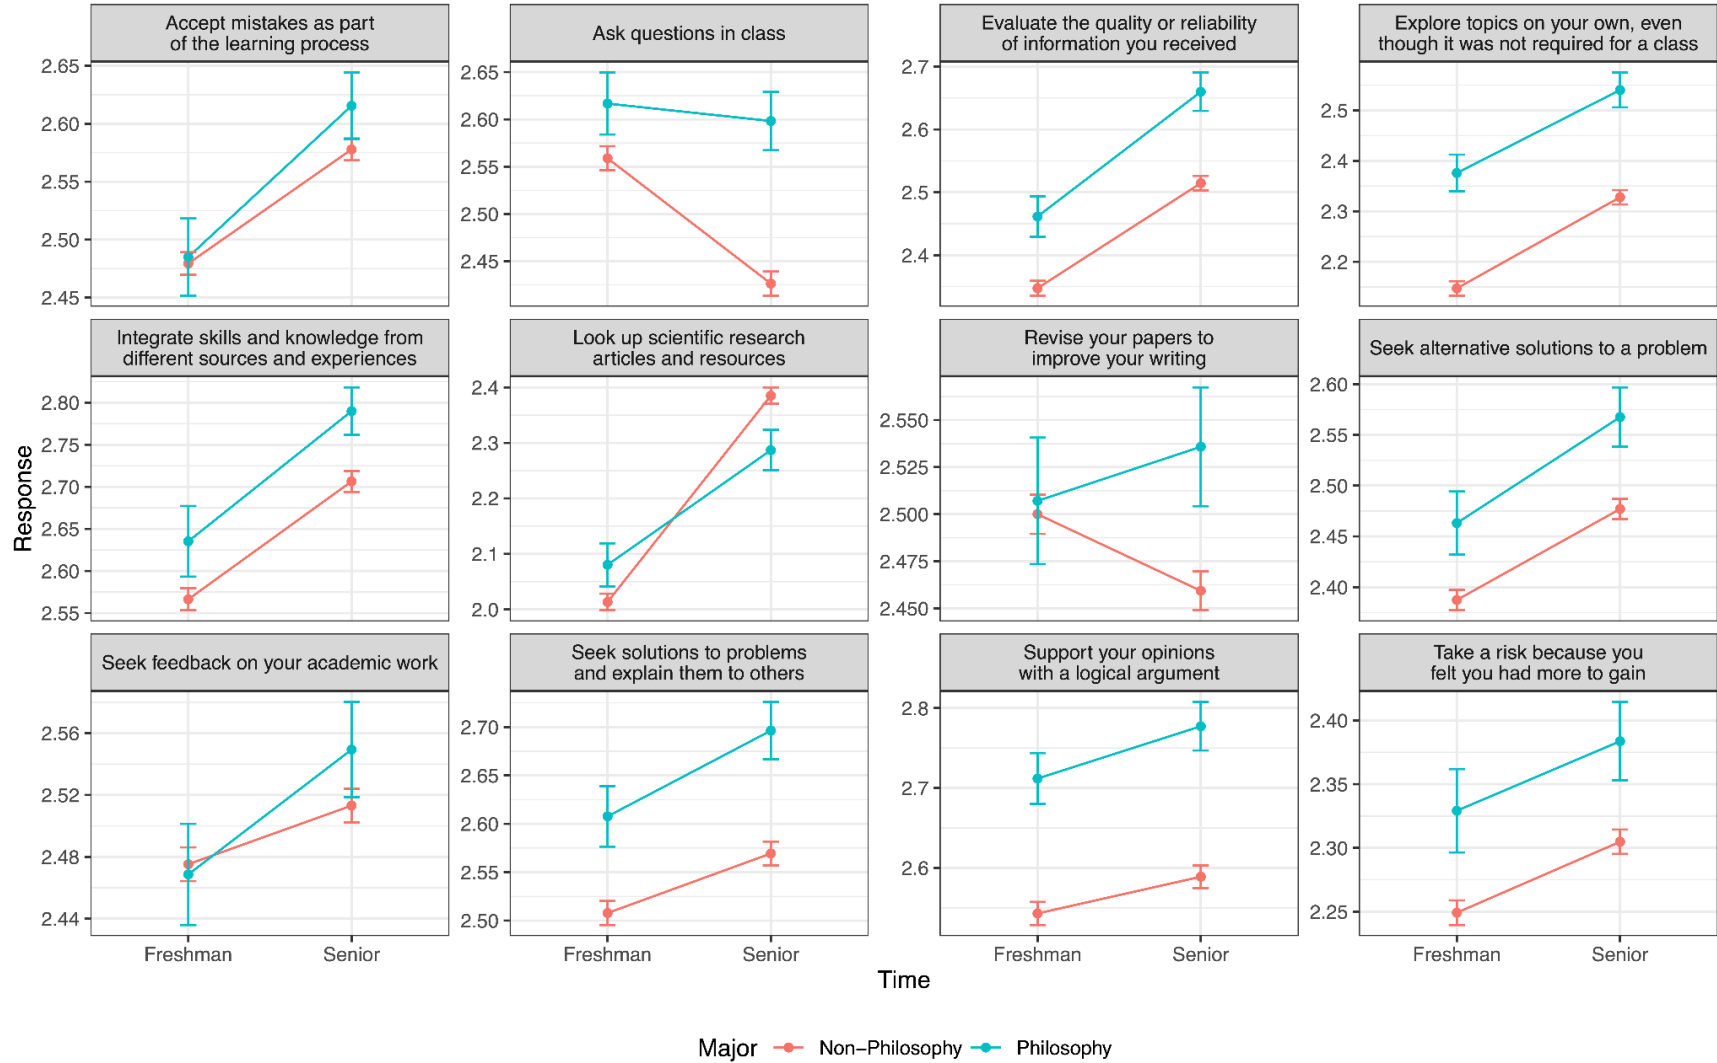 Accept mistakes as part
of the learning process
Ask questions in class
Evaluate the quality or reliability
of information you received
Explore topics on your own, even
though it was not required for a class
2.65
2.60
2.55
2.50
2.45
2.65
2.60
2.55
2.50
2.45
2.7
2.6
2.5
2.4
2.5
2.4
2.3
2.2
Integrate skills and knowledge from
different sources and experiences
Look up scientific research
articles and resources
Revise your papers to
improve your writing
Seek alternative solutions to a problem
2.80
2.75
2.70
2.65
2.60
2.55
2.4
2.3
2.2
2.1
2.0
2.550
2.525
2.500
2.475
2.450
2.60
2.55
2.50
2.45
2.40
Response
Seek feedback on your academic work
Seek solutions to problems
and explain them to others
Support your opinions
with a logical argument
Take a risk because you
felt you had more to gain
2.56
2.52
2.48
2.44
2.70
2.65
2.60
2.55
2.50
2.8
2.7
2.6
2.40
2.35
2.30
2.25
Freshman Senior
Freshman Senior
Freshman Senior
Freshman Senior
Time
Major Non−Philosophy Philosophy